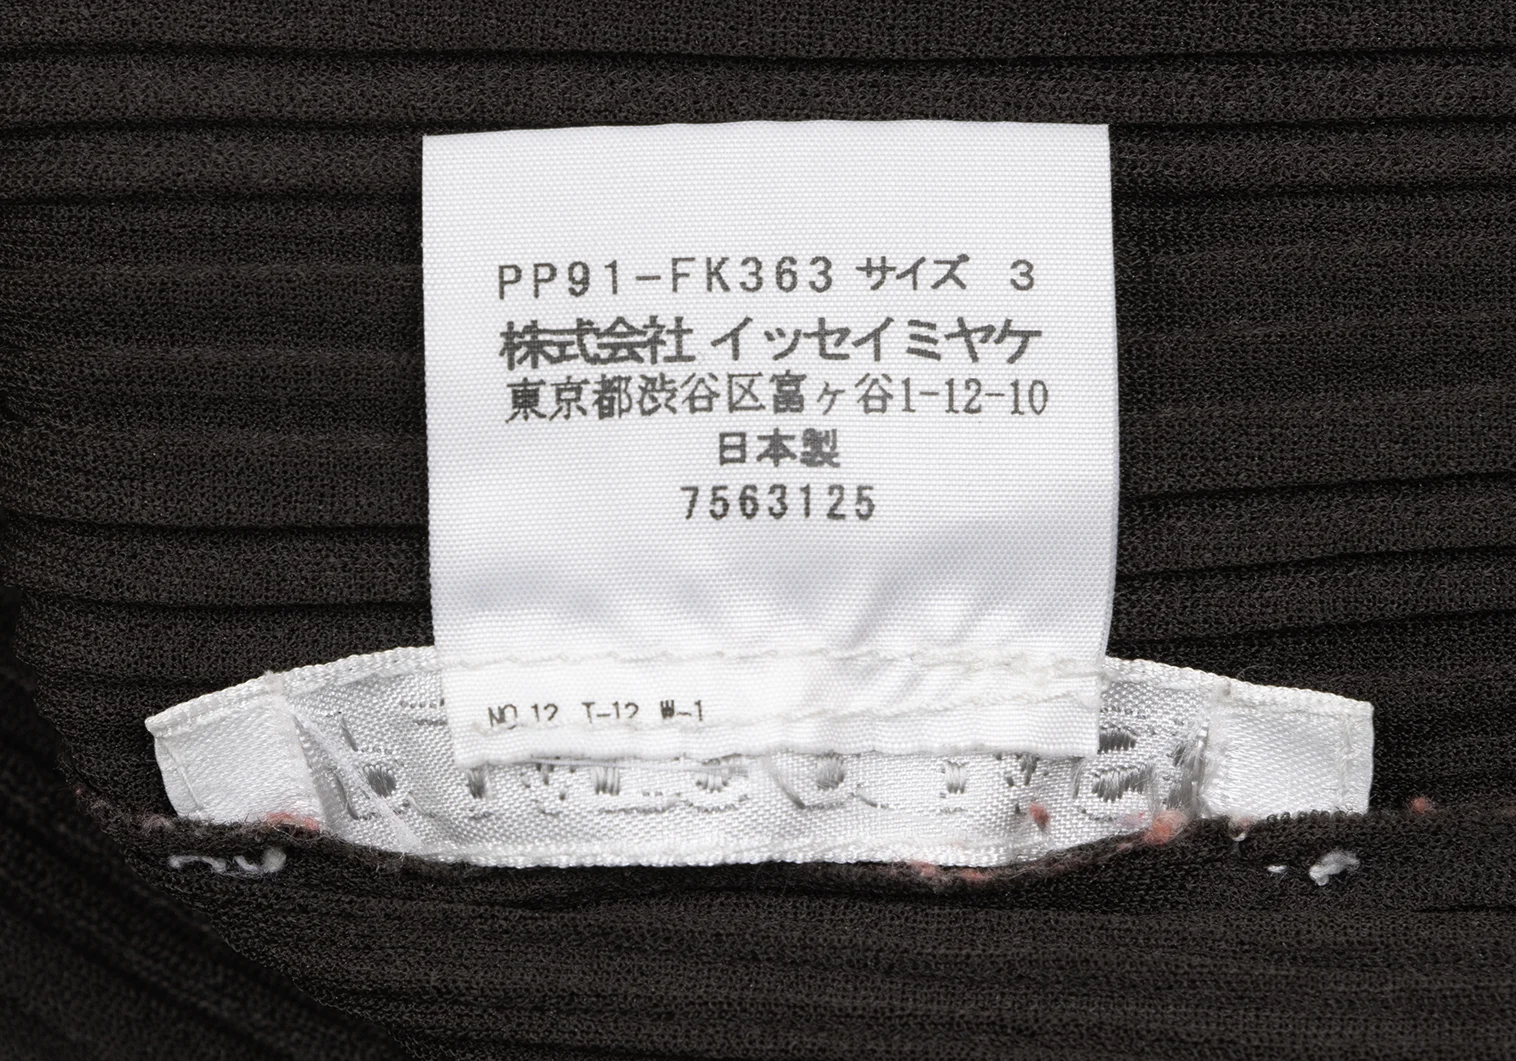 PP91-FK363 サイズ 3
株式会社 イッセイミヤケ
東京都渋谷区富ヶ谷1-12-10
日本製
7563125
NO.12 T-12 W-1